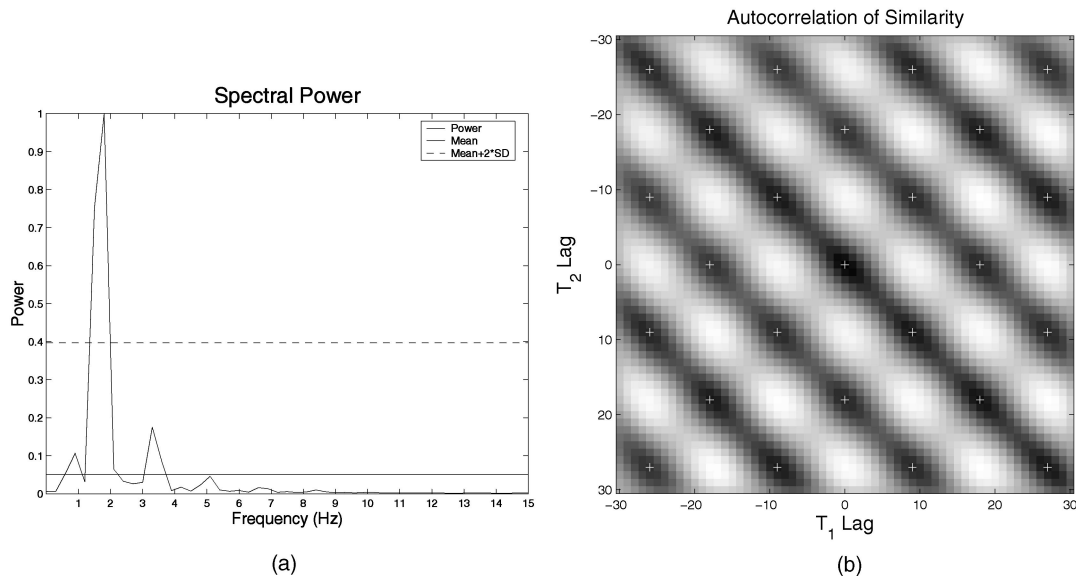 Spectral Power
Power
Mean
Mean+2*SD
1
0.9
0.8
0.7
0.6
0.5
0.4
0.3
0.2
0.1
0
Power
1 2 3 4 5 6 7 8 9 10 11 12 13 14 15
Frequency (Hz)
(a)
Autocorrelation of Similarity
−30
−20
−10
0
10
20
30
T2 Lag
−30 −20 −10 0 10 20 30
T1 Lag
(b)